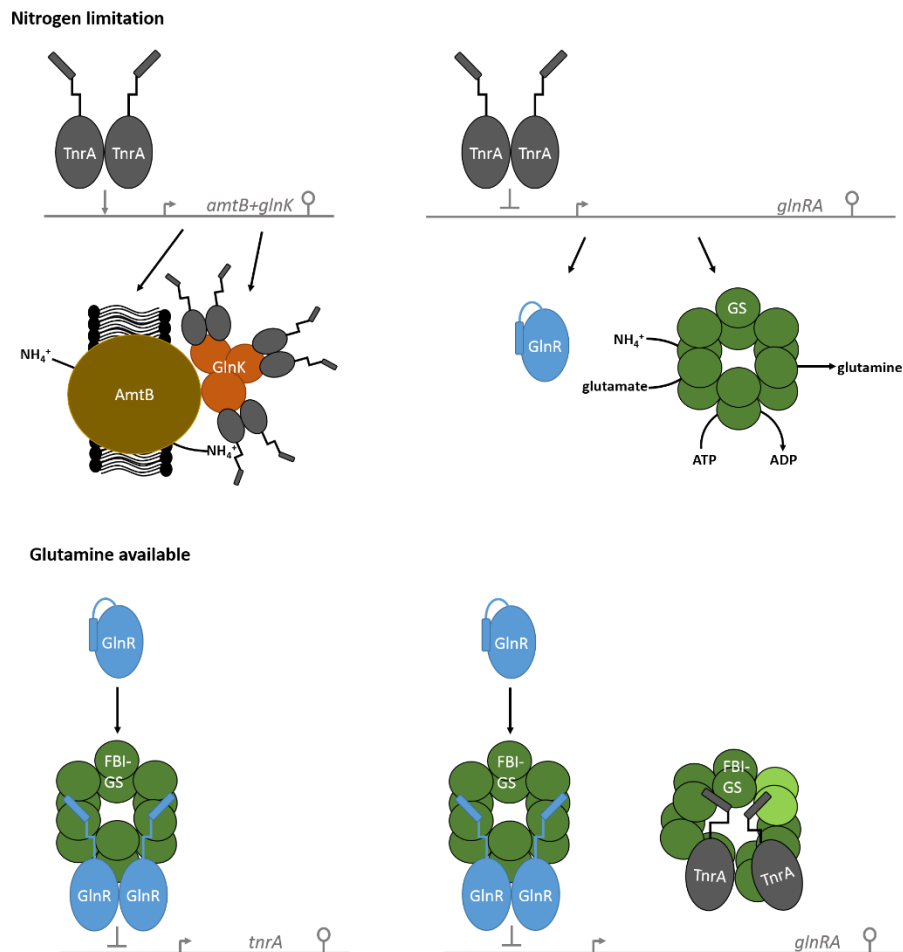 Nitrogen limitation
TnrA TnrA
amtB+glnK
NH₄⁺
AmtB
GlnK
NH₄⁺
TnrA TnrA
glnRA
GlnR
GS
NH₄⁺
glutamate
glutamine
ATP
ADP
Glutamine available
GlnR
FBI-
GS
GlnR GlnR
tnrA
GlnR
FBI-
GS
GlnR GlnR
FBI-
GS
TnrA TnrA
glnRA